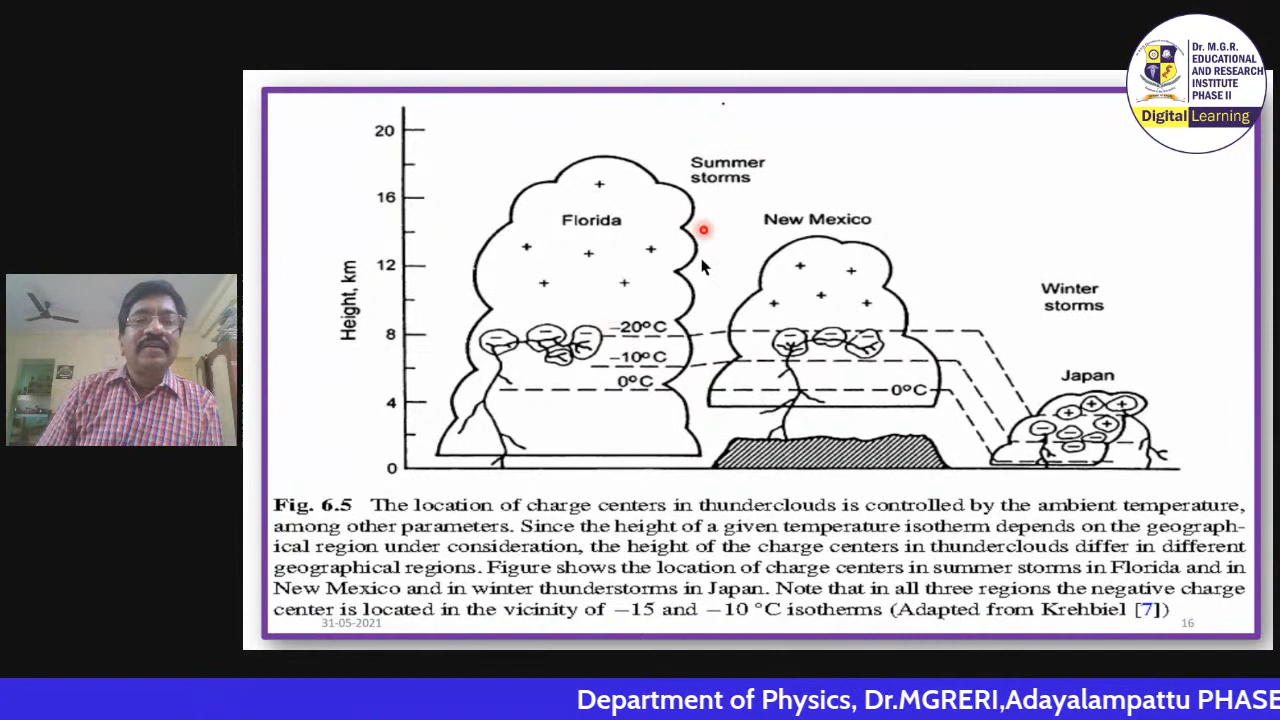 Dr. M.G.R.
EDUCATIONAL
AND RESEARCH
INSTITUTE
PHASE II
Digital Learning
20
16
12
8
4
0
Height, km
Summer
storms
Florida
New Mexico
Winter
storms
Japan
−20°C
−10°C
0°C
0°C
Fig. 6.5 The location of charge centers in thunderclouds is controlled by the ambient temperature,
among other parameters. Since the height of a given temperature isotherm depends on the geograph-
ical region under consideration, the height of the charge centers in thunderclouds differ in different
geographical regions. Figure shows the location of charge centers in summer storms in Florida and in
New Mexico and in winter thunderstorms in Japan. Note that in all three regions the negative charge
center is located in the vicinity of −15 and −10 °C isotherms (Adapted from Krehbiel [7])
31-05-2021
16
Department of Physics, Dr.MGRERI,Adayalampattu PHASE